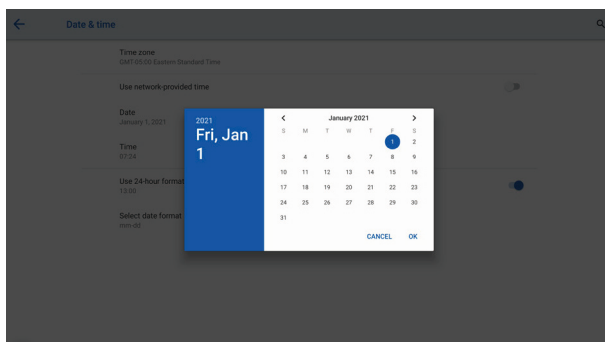 Date & time
Time zone
GMT-05:00 Eastern Standard Time
Use network-provided time
Date
January 1, 2021
Time
07:24
Use 24-hour format
13:00
Select date format
mm-dd
2021
Fri, Jan
1
January 2021
S M T W T F S
1 2
3 4 5 6 7 8 9
10 11 12 13 14 15 16
17 18 19 20 21 22 23
24 25 26 27 28 29 30
31
CANCEL OK